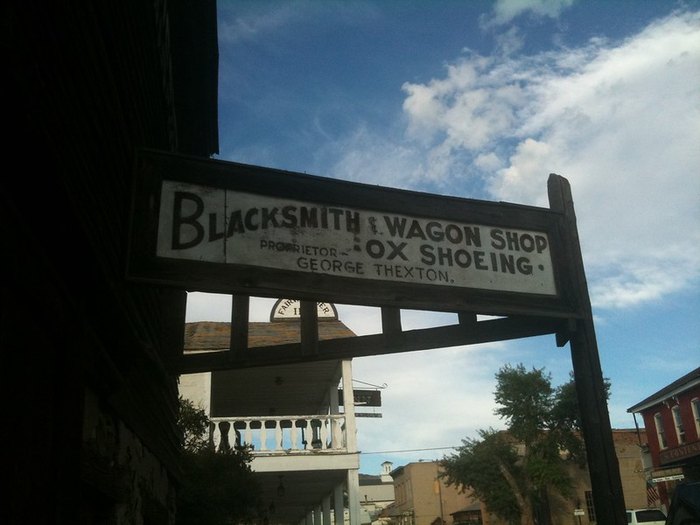 BLACKSMITH & WAGON SHOP
OX SHOEING.
PROPRIETOR-
GEORGE THEXTON.